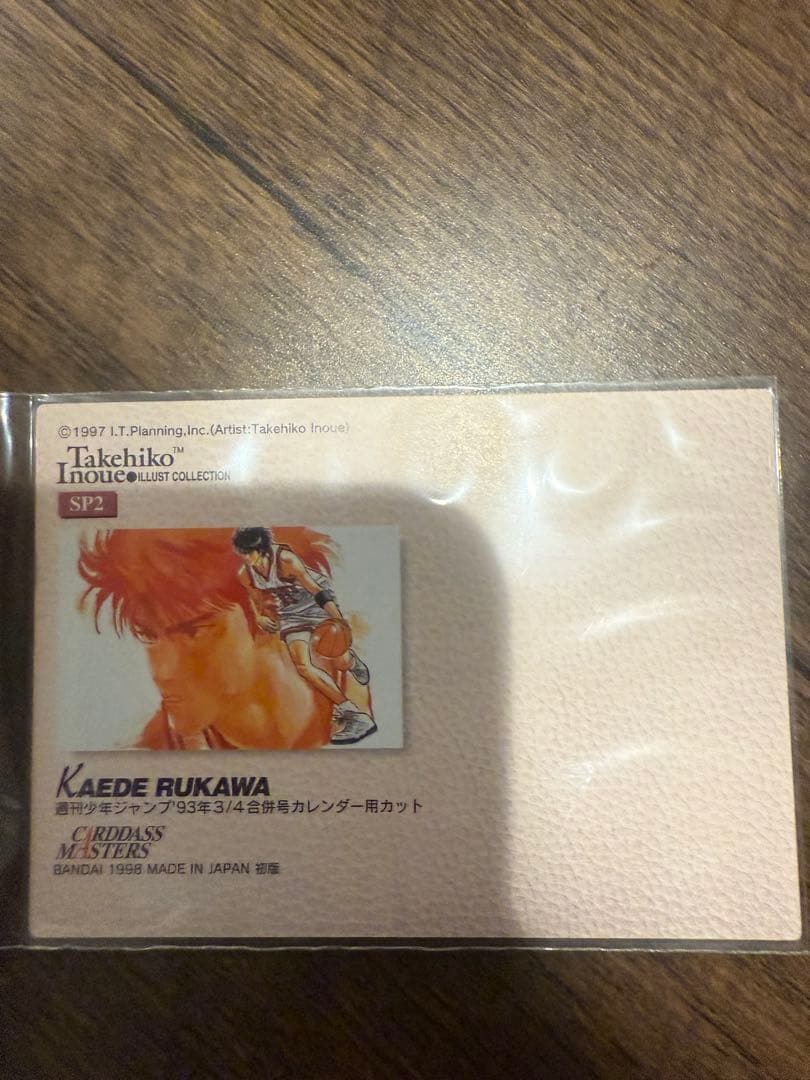 ©1997 I.T.Planning,Inc.(Artist:Takehiko Inoue)
Takehiko™
Inoue●ILLUST COLLECTION
SP2
KAEDE RUKAWA
週刊少年ジャンプ'93年3/4合併号カレンダー用カット
CARDDASS
MASTERS
BANDAI 1998 MADE IN JAPAN 初版